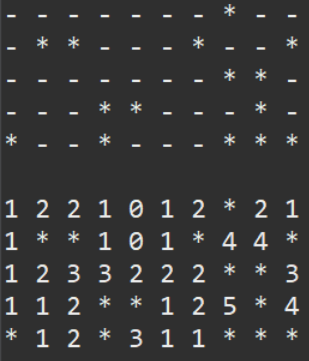 - - - - - - - * - -
- * * - - - * - - *
- - - - - - - * * -
- - - * * - - - * -
* - - * - - - * * *
1 2 2 1 0 1 2 * 2 1
1 * * 1 0 1 * 4 4 *
1 2 3 3 2 2 2 * * 3
1 1 2 * * 1 2 5 * 4
* 1 2 * 3 1 1 * * *